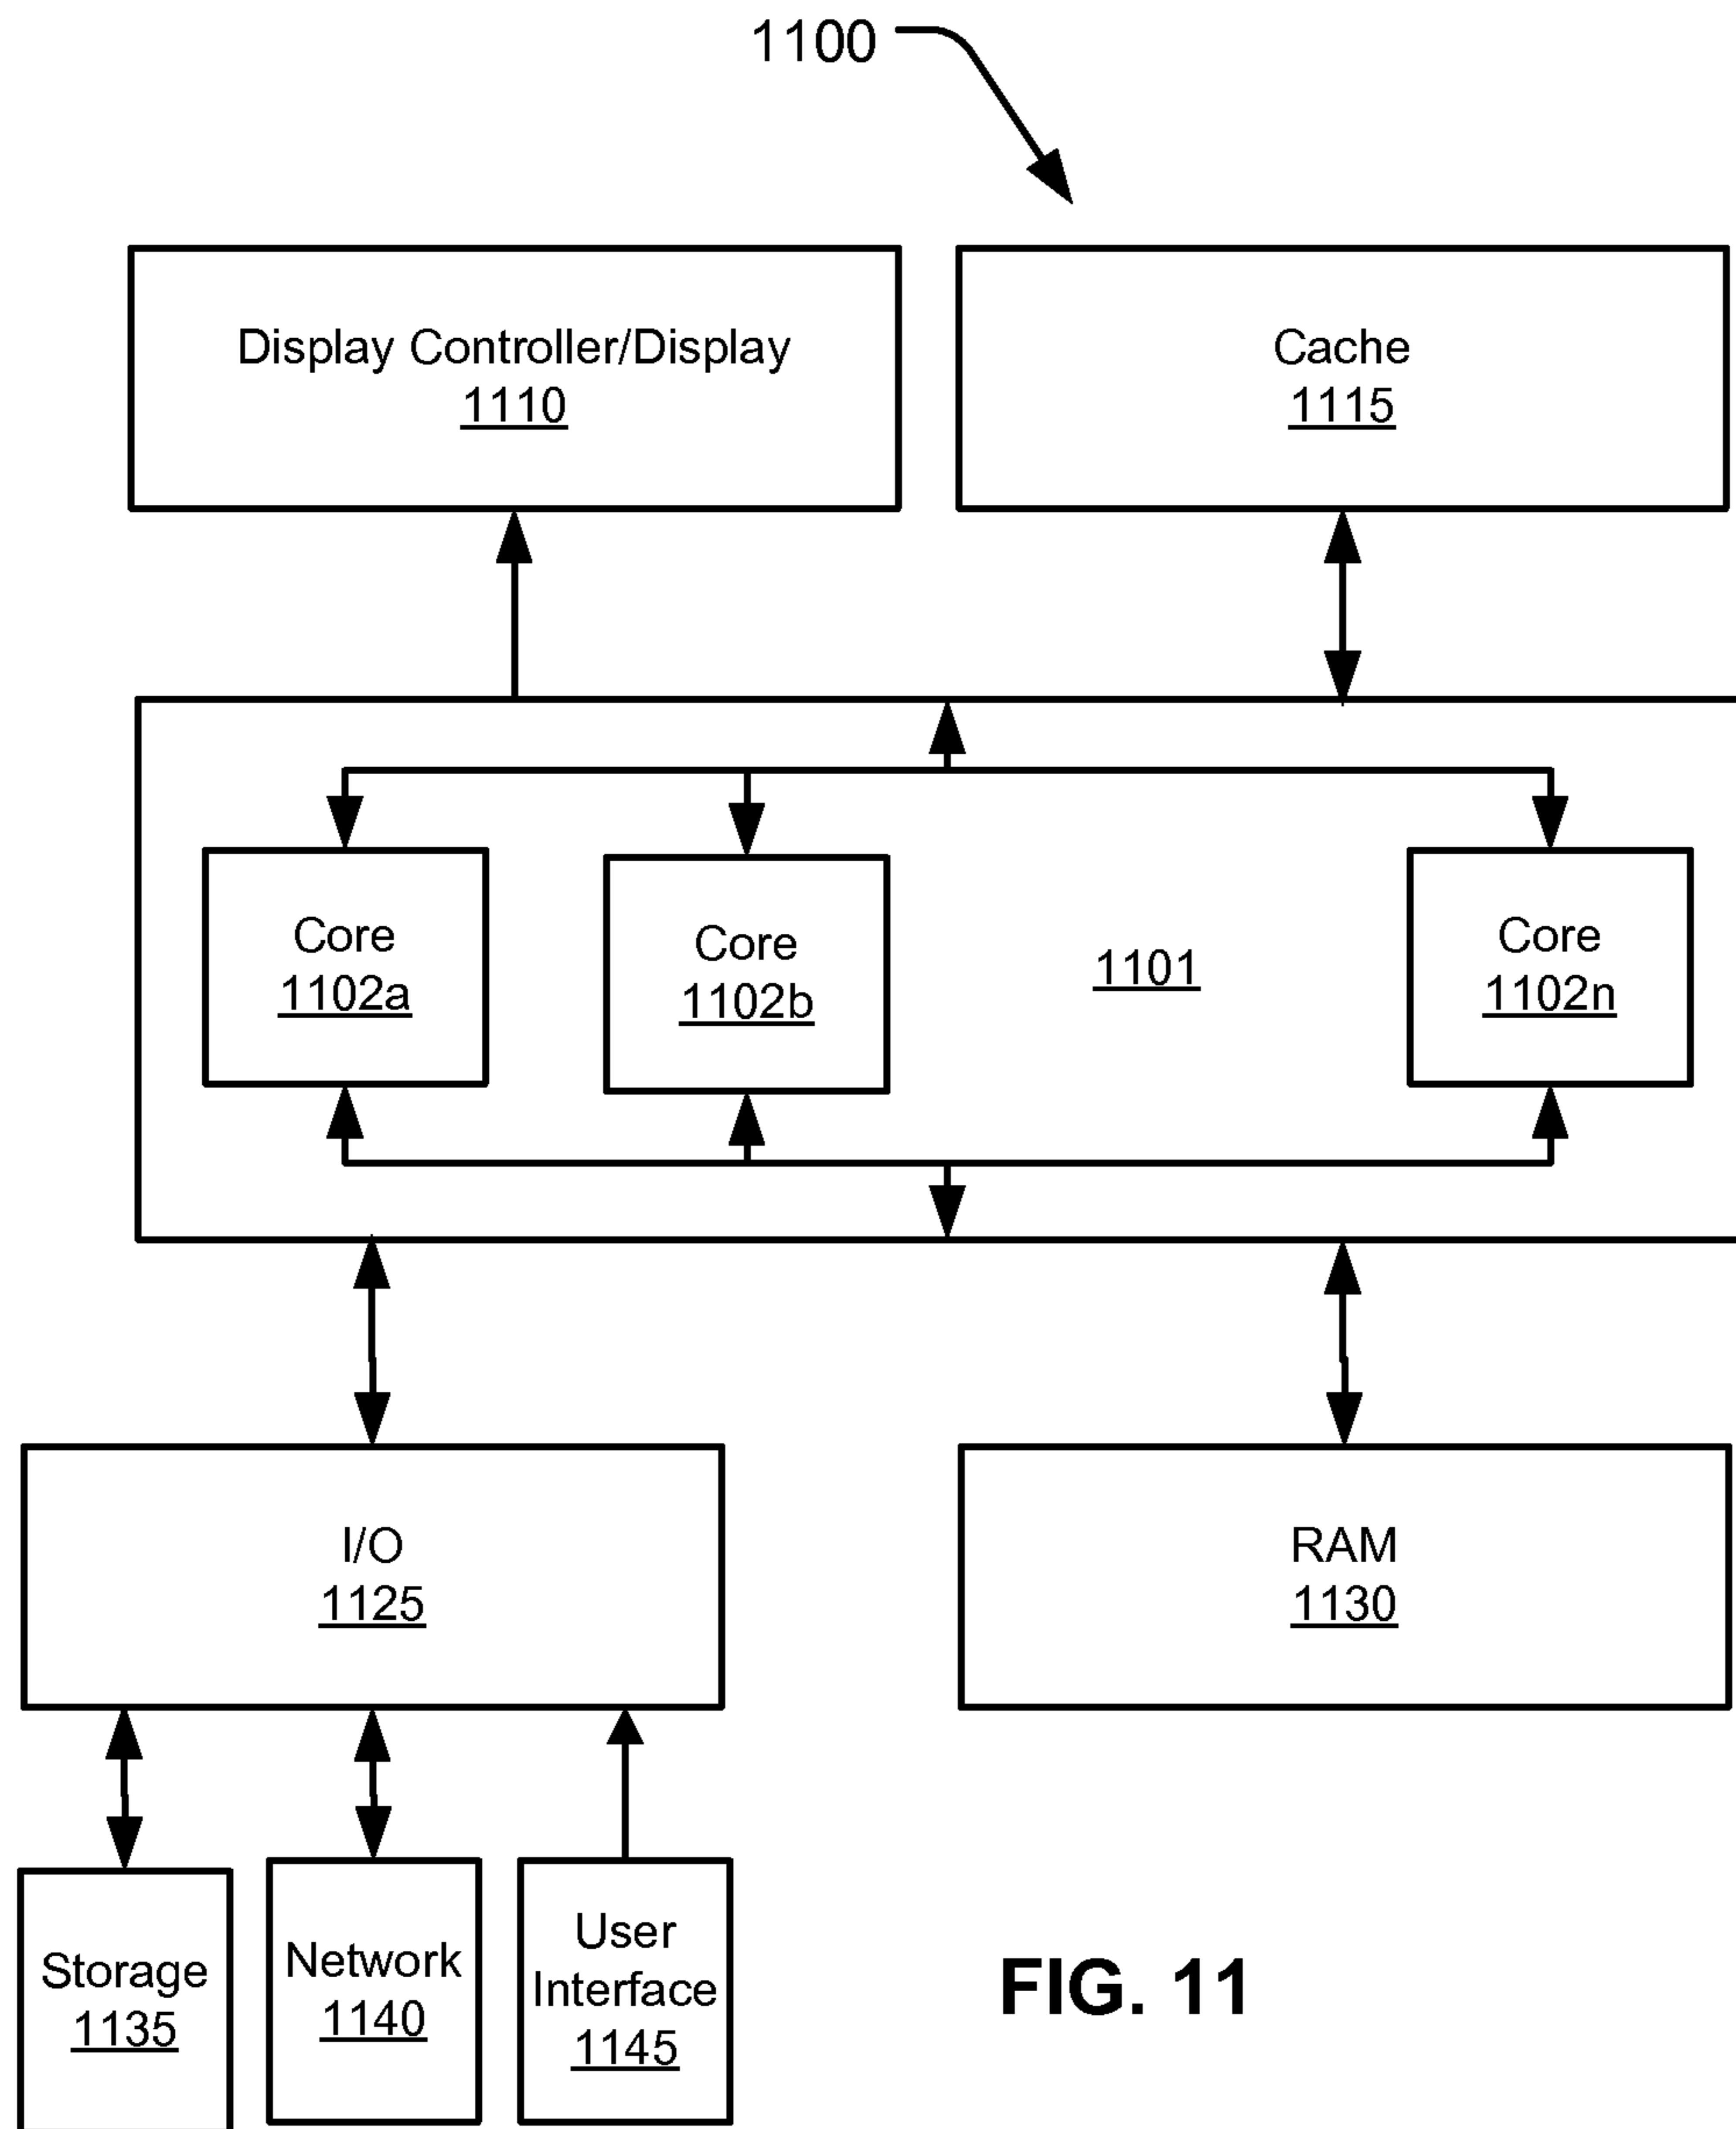 1100
Display Controller/Display
1110
Cache
1115
Core
1102a
Core
1102b
1101
Core
1102n
I/O
1125
RAM
1130
Storage
1135
Network
1140
User
Interface
1145
FIG. 11